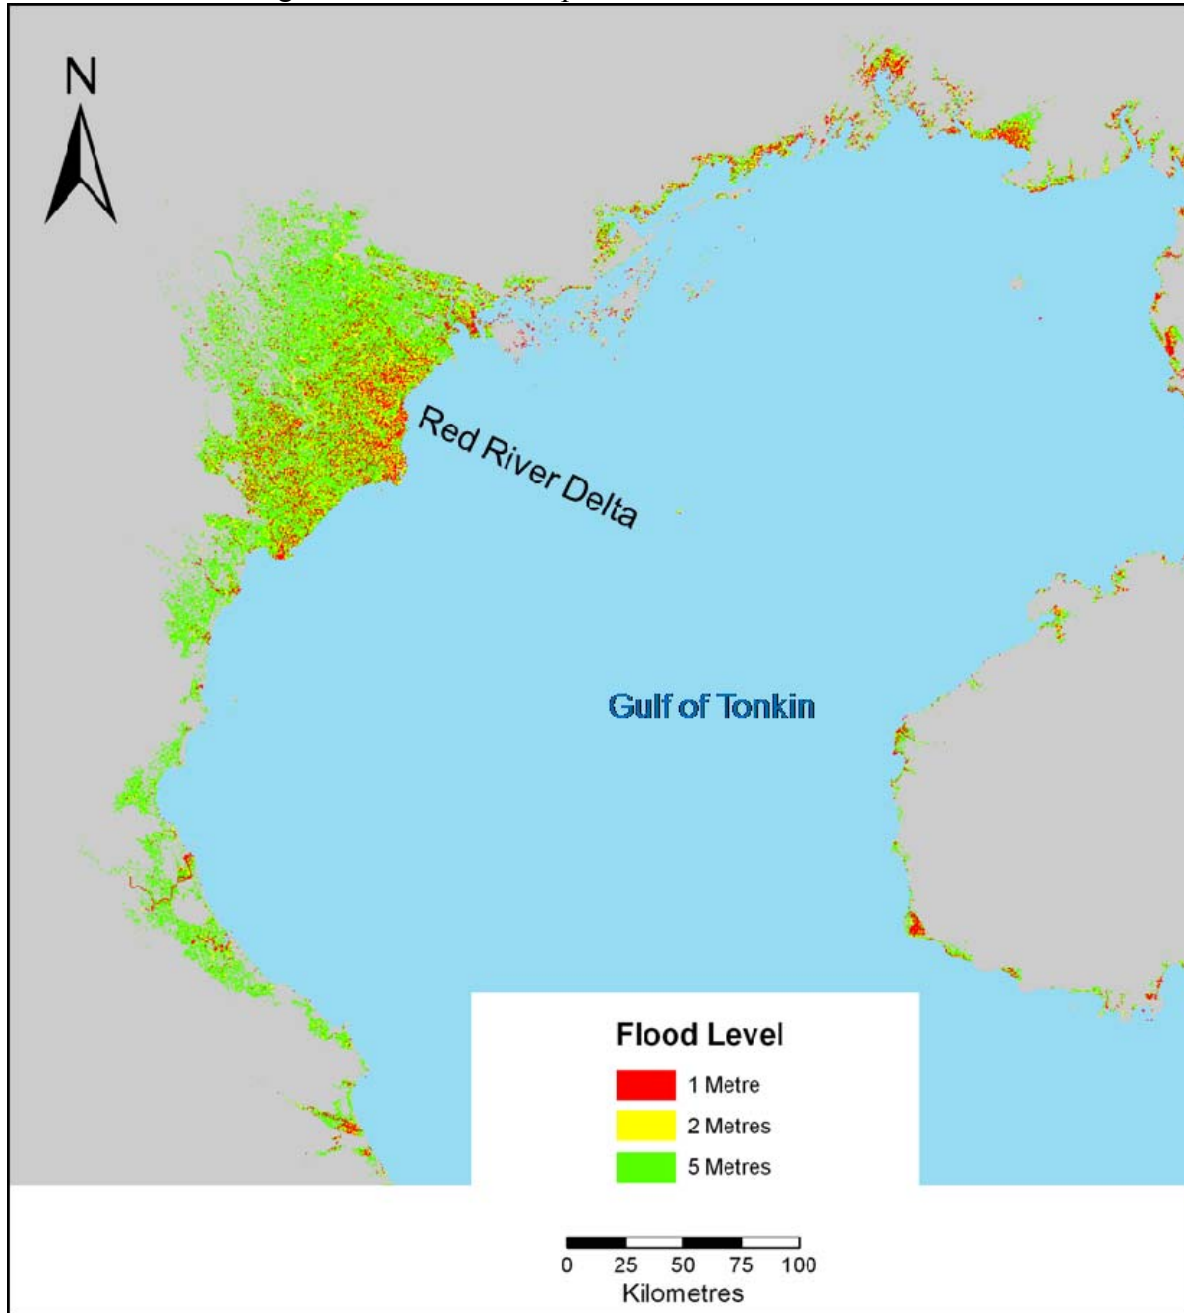 N
Red River Delta
Gulf of Tonkin
Flood Level
1 Metre
2 Metres
5 Metres
0 25 50 75 100
Kilometres